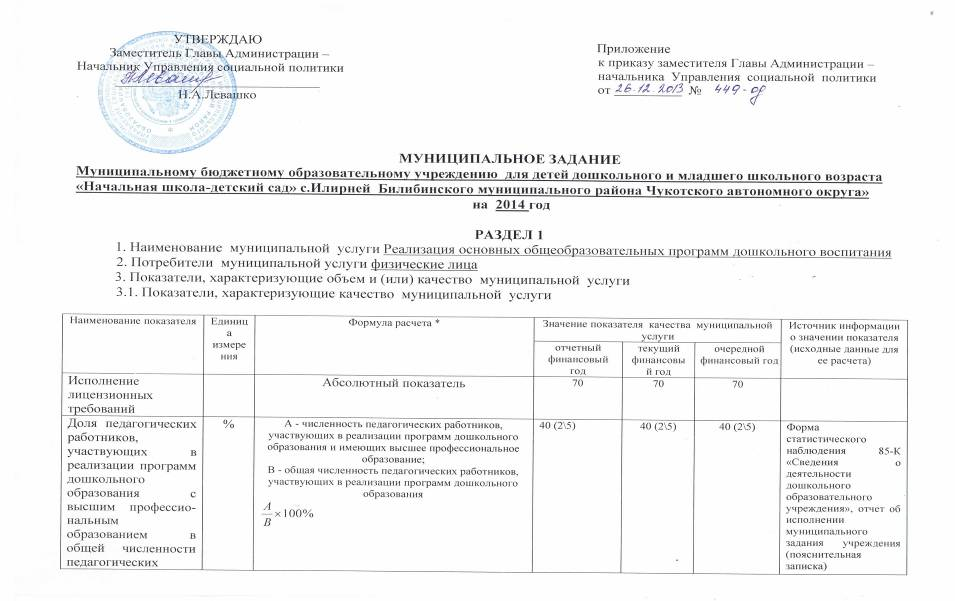 УТВЕРЖДАЮ
Заместитель Главы Администрации –
Начальник Управления социальной политики
Н.А.Левашко
Приложение
к приказу заместителя Главы Администрации –
начальника Управления социальной политики
от 26.12.2013 № 449-од
МУНИЦИПАЛЬНОЕ ЗАДАНИЕ
Муниципальному бюджетному образовательному учреждению для детей дошкольного и младшего школьного возраста
«Начальная школа-детский сад» с.Илирней Билибинского муниципального района Чукотского автономного округа»
на 2014 год
РАЗДЕЛ 1
1. Наименование муниципальной услуги Реализация основных общеобразовательных программ дошкольного воспитания
2. Потребители муниципальной услуги физические лица
3. Показатели, характеризующие объем и (или) качество муниципальной услуги
3.1. Показатели, характеризующие качество муниципальной услуги
Наименование показателя
Единиц
а
измере
ния
Формула расчета *
Значение показателя качества муниципальной
услуги
отчетный
финансовый
год
текущий
финансовы
й год
очередной
финансовый год
Источник информации
о значении показателя
(исходные данные для
ее расчета)
Исполнение
лицензионных
требований
Абсолютный показатель
70
70
70
Доля педагогических
работников,
участвующих в
реализации программ
дошкольного
образования с
высшим профессио-
нальным
образованием в
общей численности
педагогических
%
А - численность педагогических работников,
участвующих в реализации программ дошкольного
образования и имеющих высшее профессиональное
образование;
В - общая численность педагогических работников,
участвующих в реализации программ дошкольного
образования
A/B ×100%
40 (2\5)
40 (2\5)
40 (2\5)
Форма
статистического
наблюдения 85-К
«Сведения о
деятельности
дошкольного
образовательного
учреждения», отчет об
исполнении
муниципального
задания учреждения
(пояснительная
записка)